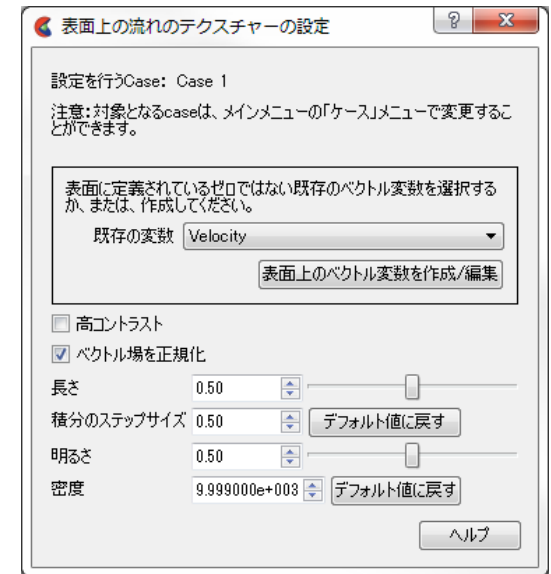 表面上の流れのテクスチャーの設定
設定を行うCase: Case 1
注意:対象となるcaseは、メインメニューの「ケース」メニューで変更するこ
とができます。
表面に定義されているゼロではない既存のベクトル変数を選択する
か、または、作成してください。
既存の変数 Velocity
表面上のベクトル変数を作成/編集
高コントラスト
ベクトル場を正規化
長さ 0.50
積分のステップサイズ 0.50 デフォルト値に戻す
明るさ 0.50
密度 9.999000e+003 デフォルト値に戻す
ヘルプ